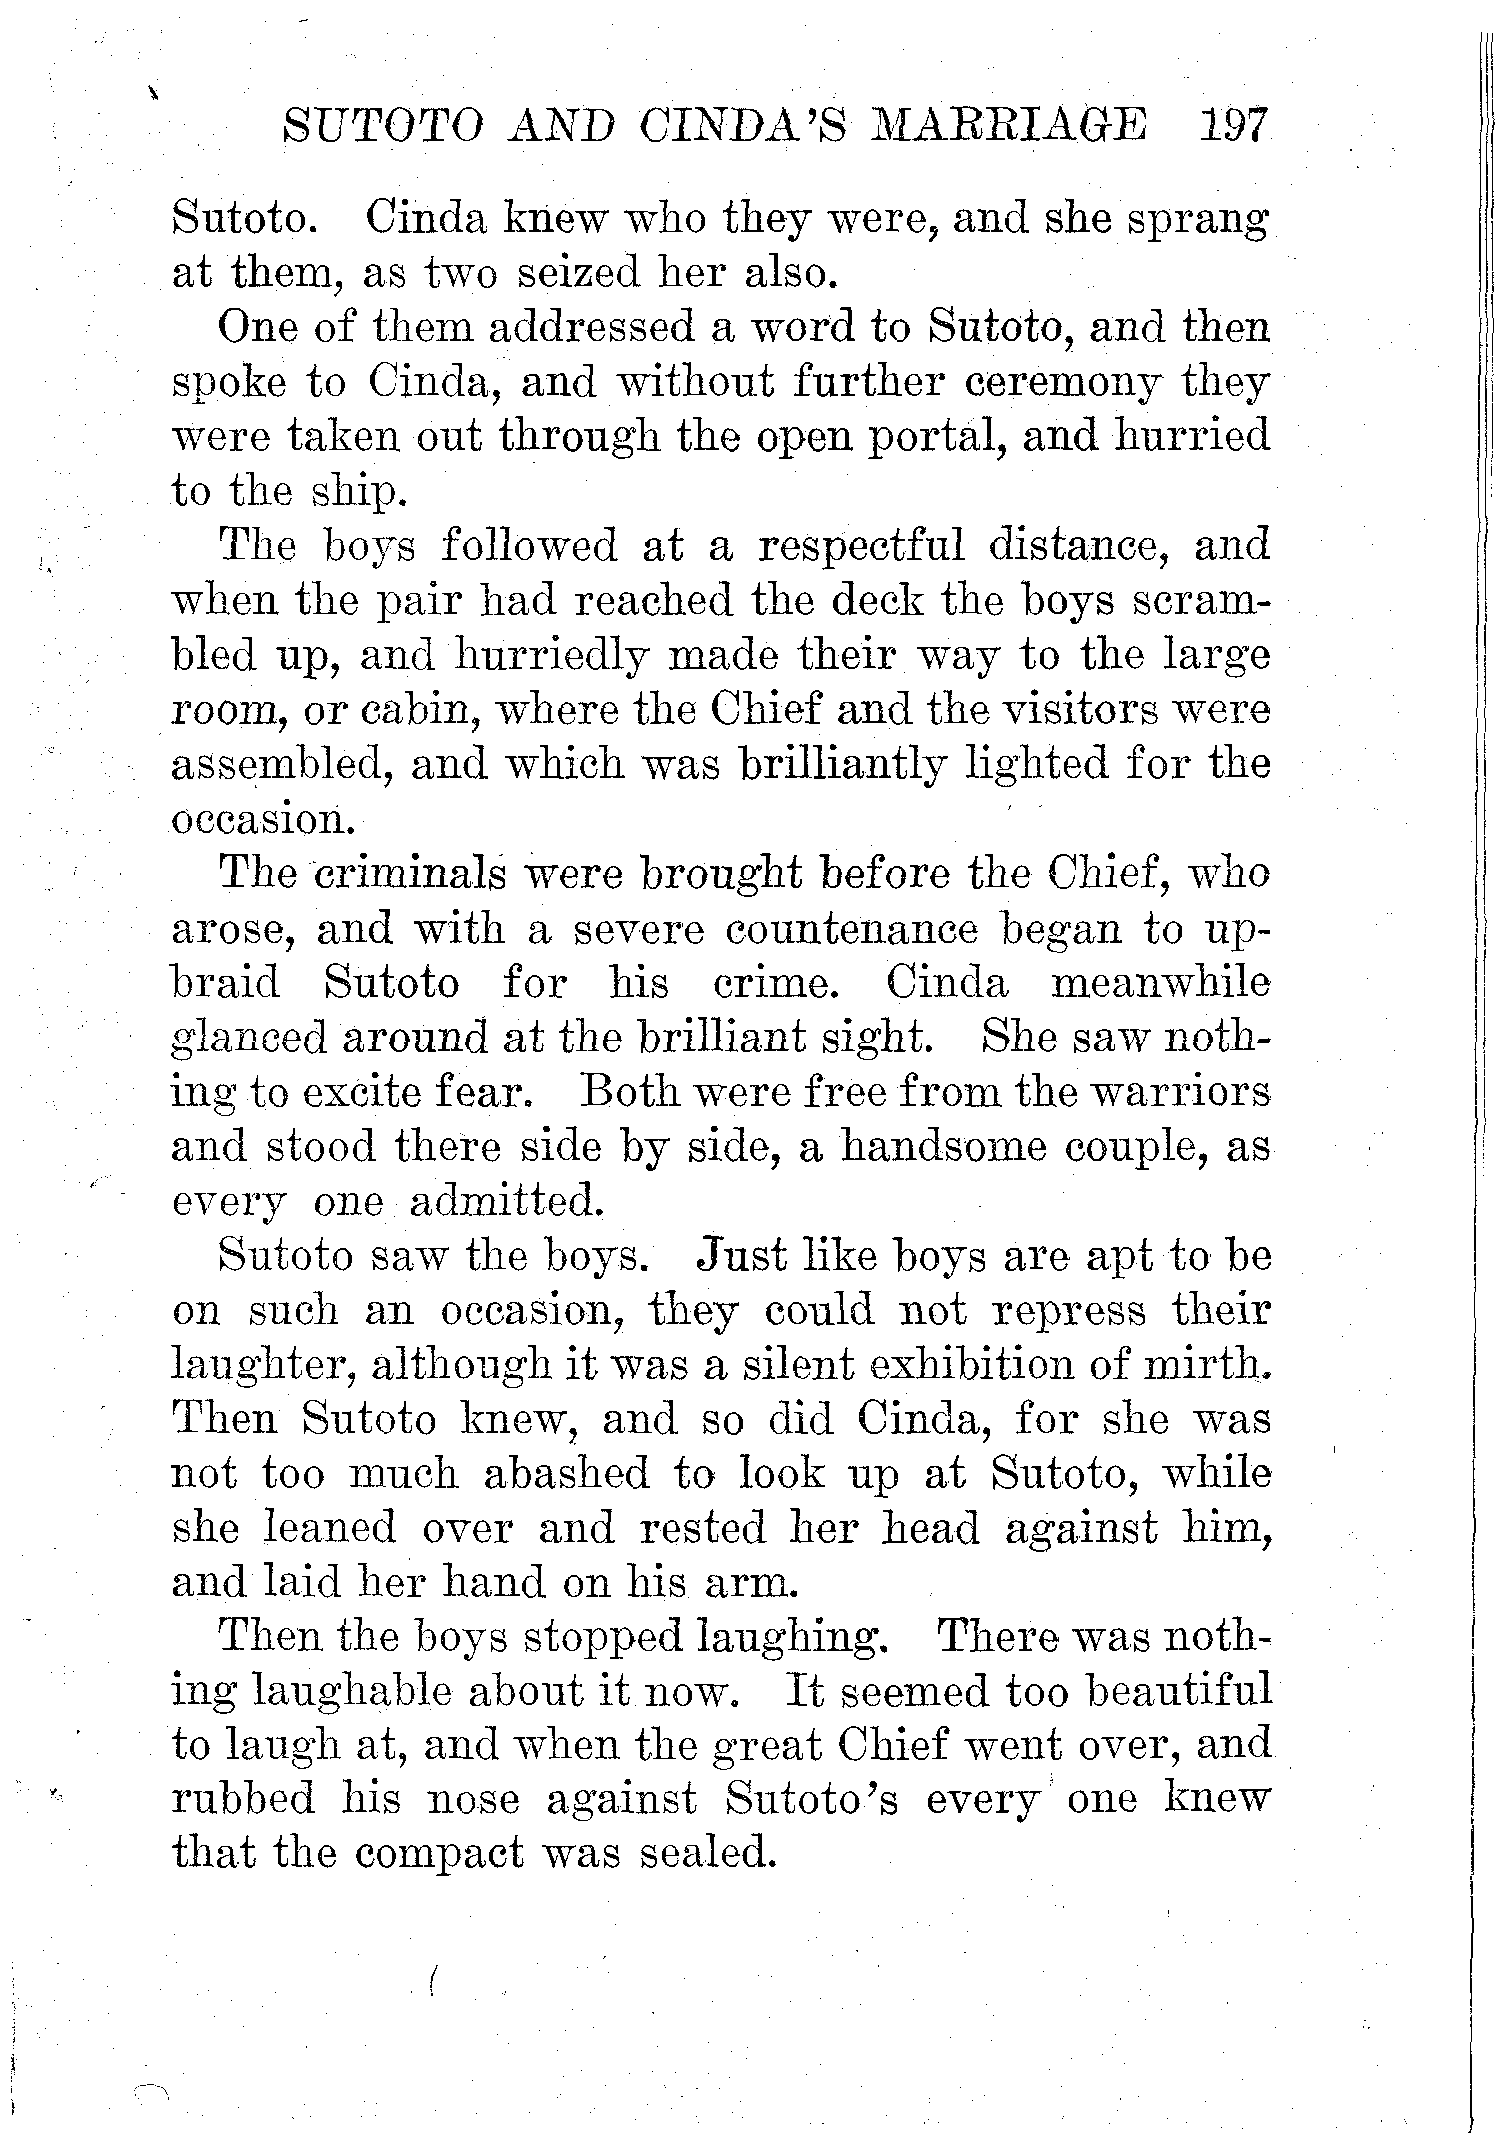 SUTOTO AND CINDA'S MARRIAGE 197
Sutoto. Cinda knew who they were, and she sprang
at them, as two seized her also.
One of them addressed a word to Sutoto, and then
spoke to Cinda, and without further ceremony they
were taken out through the open portal, and hurried
to the ship.
The boys followed at a respectful distance, and
when the pair had reached the deck the boys scram-
bled up, and hurriedly made their way to the large
room, or cabin, where the Chief and the visitors were
assembled, and which was brilliantly lighted for the
occasion.
The criminals were brought before the Chief, who
arose, and with a severe countenance began to up-
braid Sutoto for his crime. Cinda meanwhile
glanced around at the brilliant sight. She saw noth-
ing to excite fear. Both were free from the warriors
and stood there side by side, a handsome couple, as
every one admitted.
Sutoto saw the boys. Just like boys are apt to be
on such an occasion, they could not repress their
laughter, although it was a silent exhibition of mirth.
Then Sutoto knew, and so did Cinda, for she was
not too much abashed to look up at Sutoto, while
she leaned over and rested her head against him,
and laid her hand on his arm.
Then the boys stopped laughing. There was noth-
ing laughable about it now. It seemed too beautiful
to laugh at, and when the great Chief went over, and
rubbed his nose against Sutoto's every one knew
that the compact was sealed.